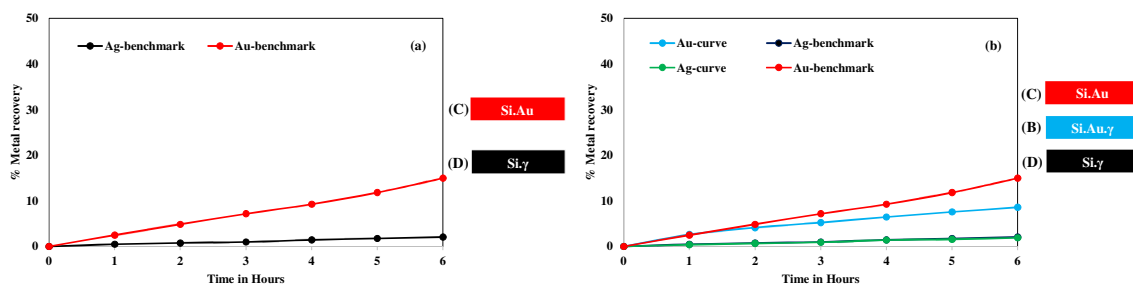 50
40
30
20
10
0
% Metal recovery
Ag-benchmark
Au-benchmark
(a)
0 1 2 3 4 5 6
Time in Hours
(C) Si.Au
(D) Si.γ
50
40
30
20
10
0
% Metal recovery
Au-curve
Ag-benchmark
(b)
Ag-curve
Au-benchmark
0 1 2 3 4 5 6
Time in Hours
(C) Si.Au
(B) Si.Au.γ
(D) Si.γ